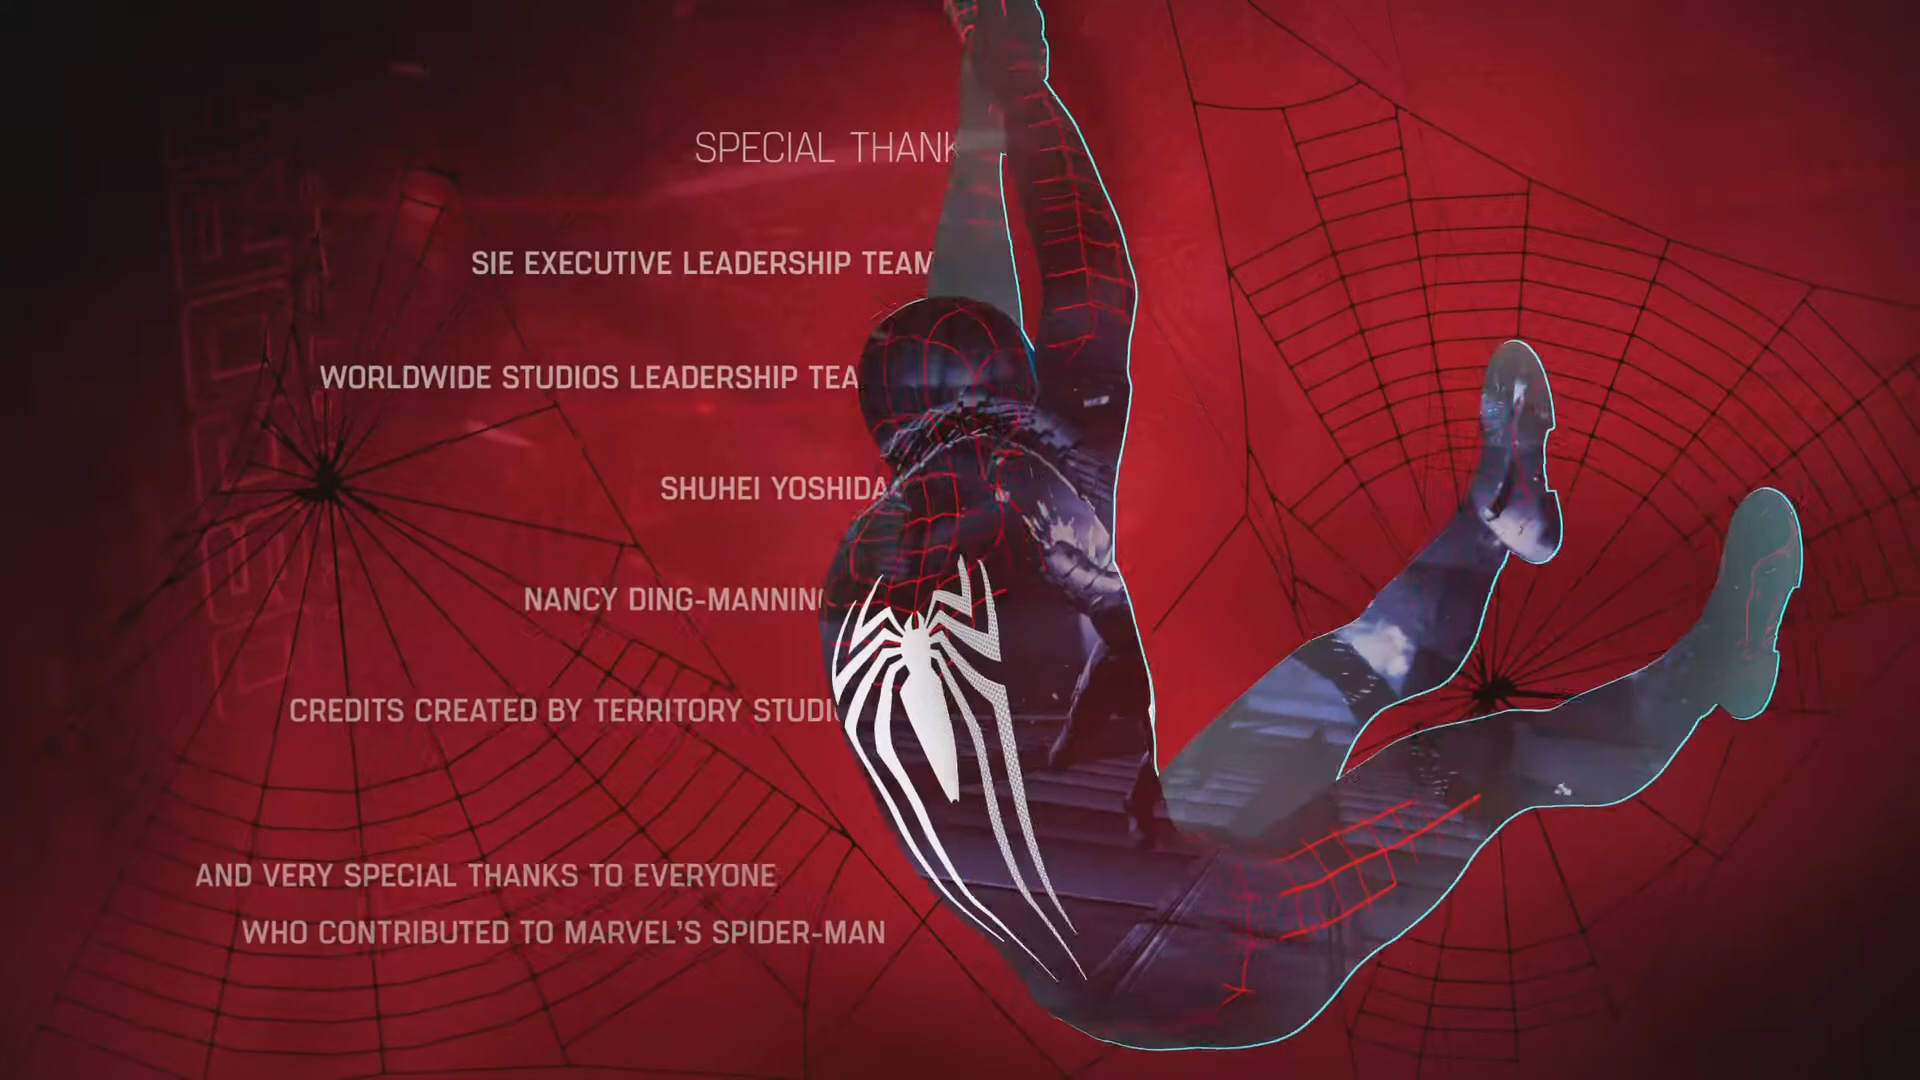 SPECIAL THANK
SIE EXECUTIVE LEADERSHIP TEAM
WORLDWIDE STUDIOS LEADERSHIP TEA
SHUHEI YOSHIDA
NANCY DING-MANNING
CREDITS CREATED BY TERRITORY STUDI
AND VERY SPECIAL THANKS TO EVERYONE
WHO CONTRIBUTED TO MARVEL'S SPIDER-MAN